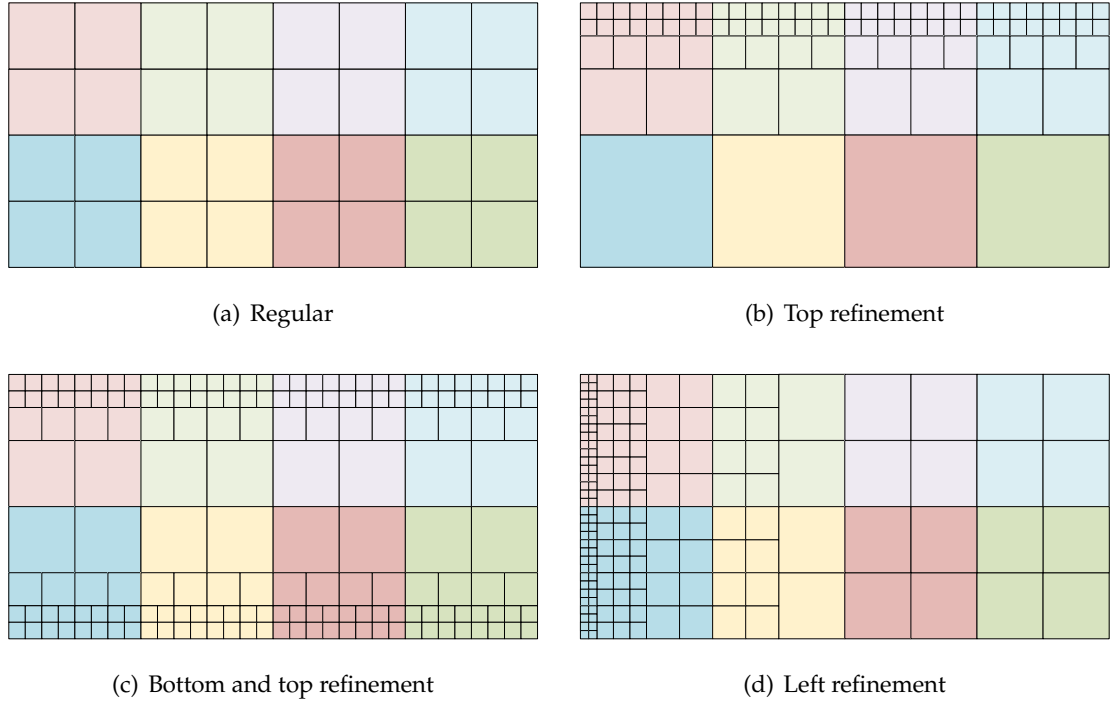 (a) Regular
(b) Top refinement
(c) Bottom and top refinement
(d) Left refinement